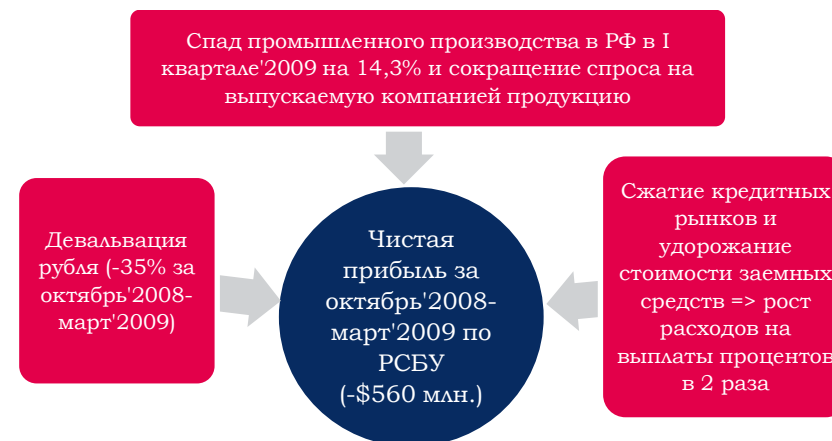 Спад промышленного производства в РФ в I
квартале'2009 на 14,3% и сокращение спроса на
выпускаемую компанией продукцию
Девальвация
рубля (-35% за
октябрь'2008-
март'2009)
Чистая
прибыль за
октябрь'2008-
март'2009 по
РСБУ
(-$560 млн.)
Сжатие кредитных
рынков и
удорожание
стоимости заемных
средств => рост
расходов на
выплаты процентов
в 2 раза